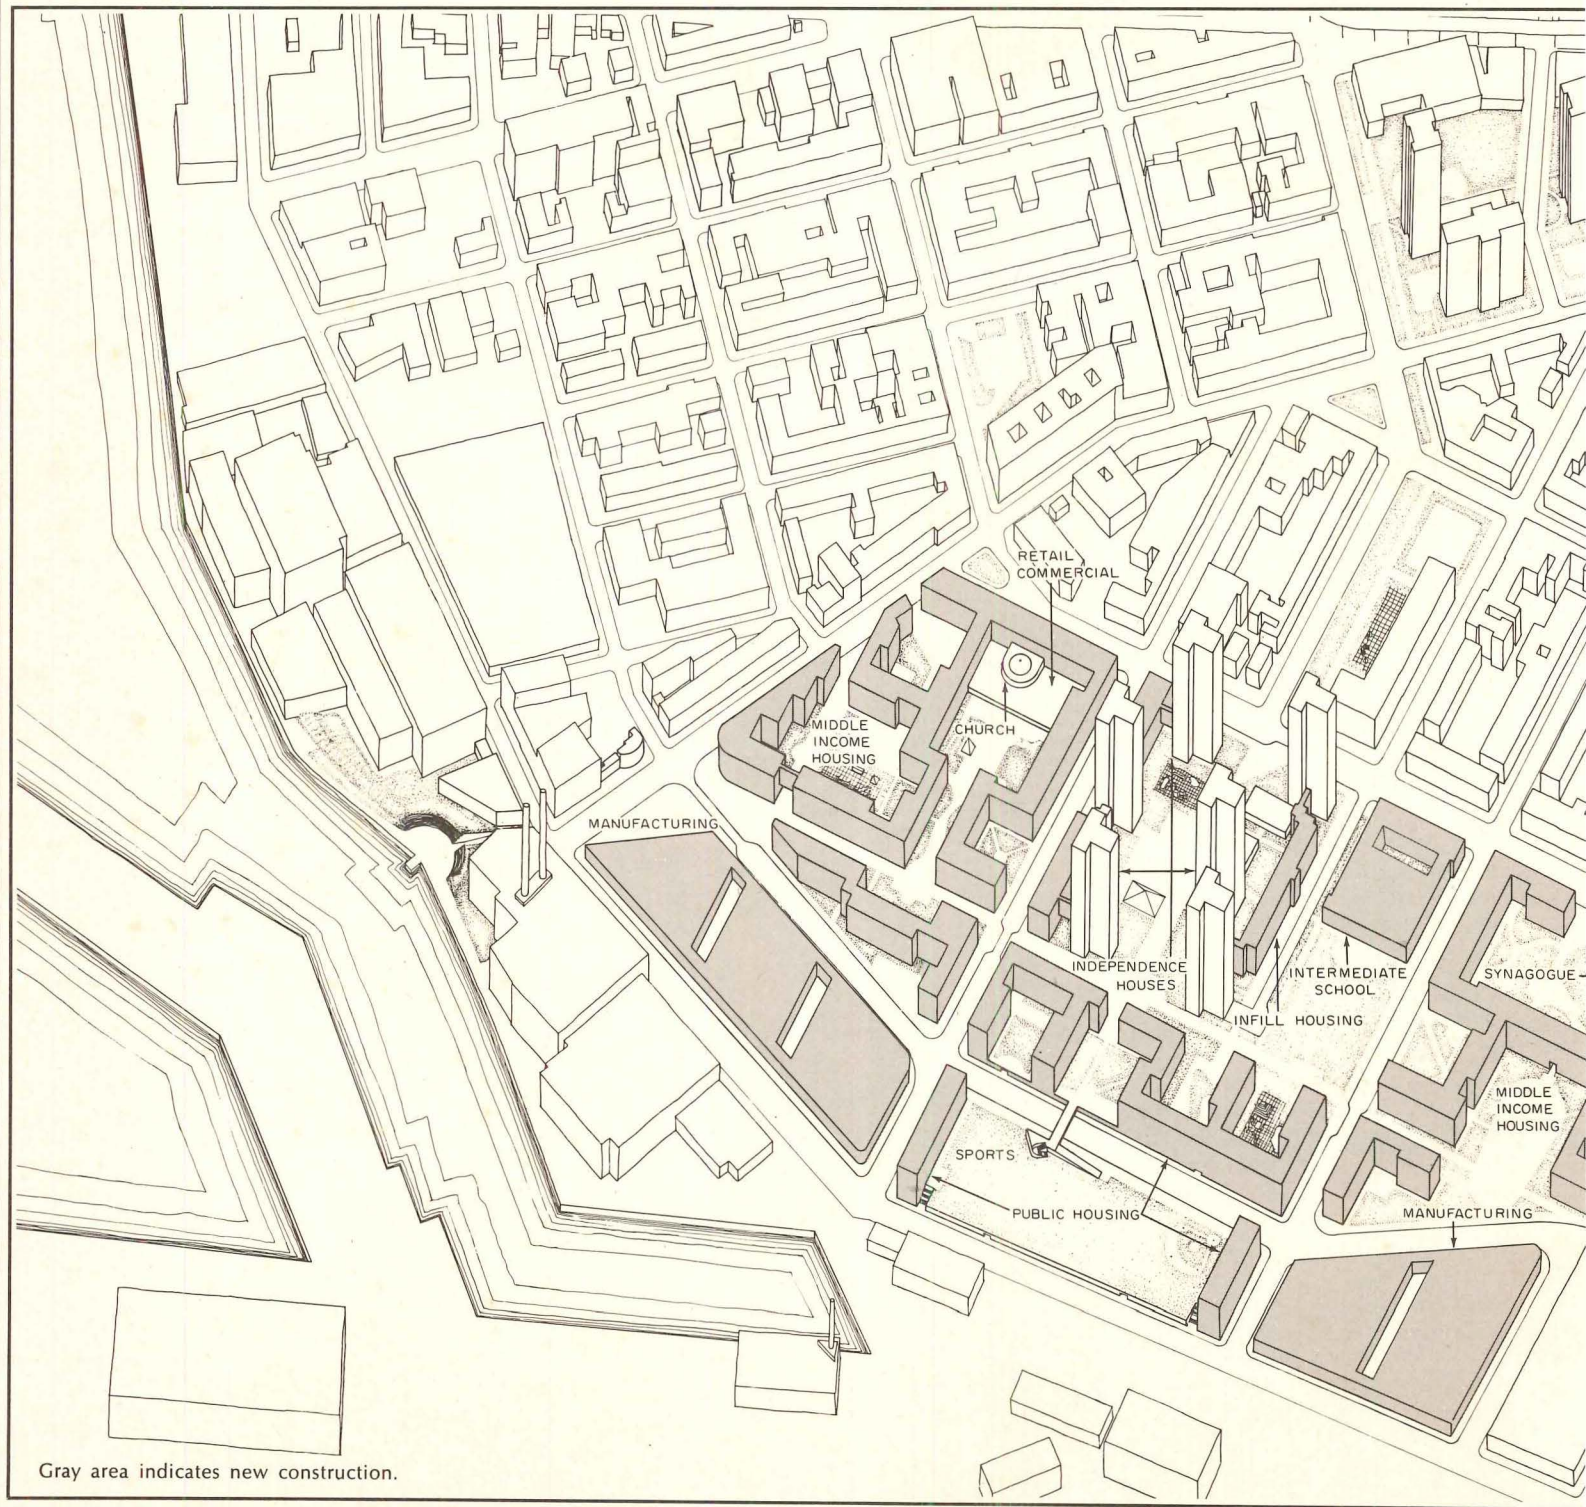 RETAIL
COMMERCIAL
MIDDLE
INCOME
HOUSING
CHURCH
MANUFACTURING
INDEPENDENCE
HOUSES
INTERMEDIATE
SCHOOL
SYNAGOGUE
INFILL HOUSING
MIDDLE
INCOME
HOUSING
SPORTS
PUBLIC HOUSING
MANUFACTURING
Gray area indicates new construction.